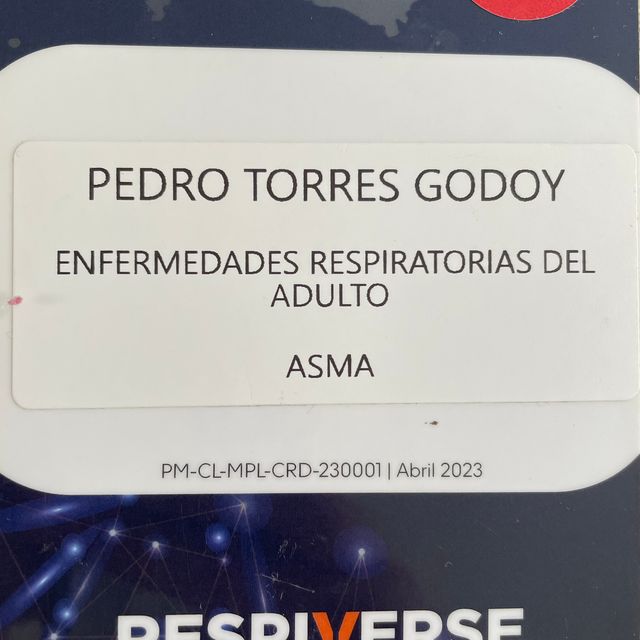 PEDRO TORRES GODOY
ENFERMEDADES RESPIRATORIAS DEL
ADULTO
ASMA
PM-CL-MPL-CRD-230001 | Abril 2023
RESPIVERSE